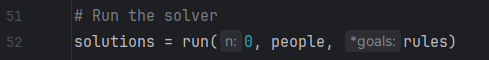 51 # Run the solver
52 solutions = run( n: 0, people, *goals: rules)